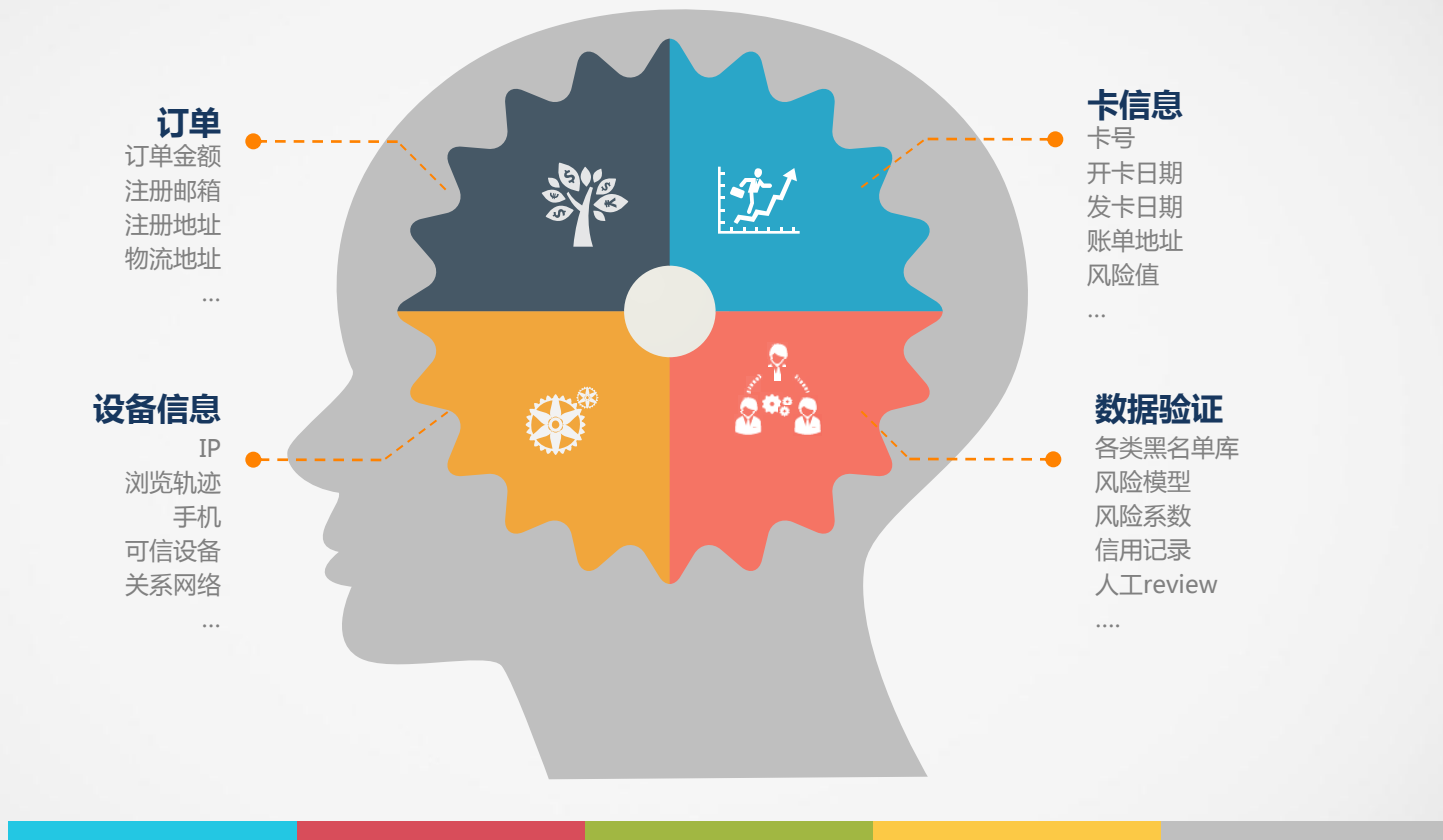 订单
订单金额
注册邮箱
注册地址
物流地址
...
卡信息
卡号
开卡日期
发卡日期
账单地址
风险值
...
设备信息
IP
浏览轨迹
手机
可信设备
关系网络
...
数据验证
各类黑名单库
风险模型
风险系数
信用记录
人工review
....